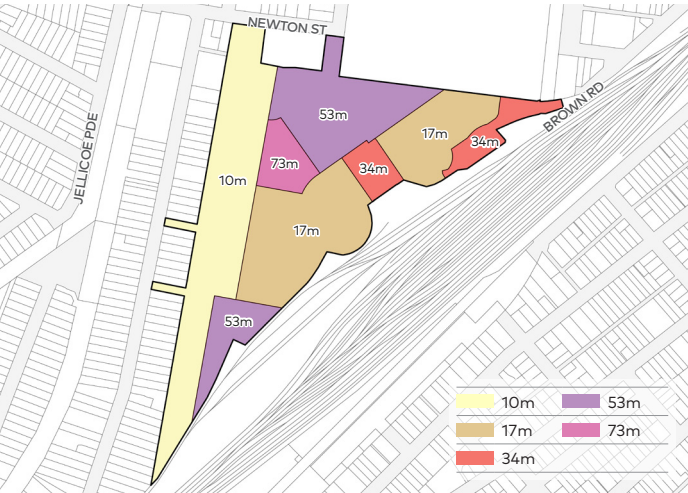 NEWTON ST
BROWN RD
JELLICOE PDE
53m
17m
34m
73m
34m
10m
17m
53m
10m
53m
17m
73m
34m